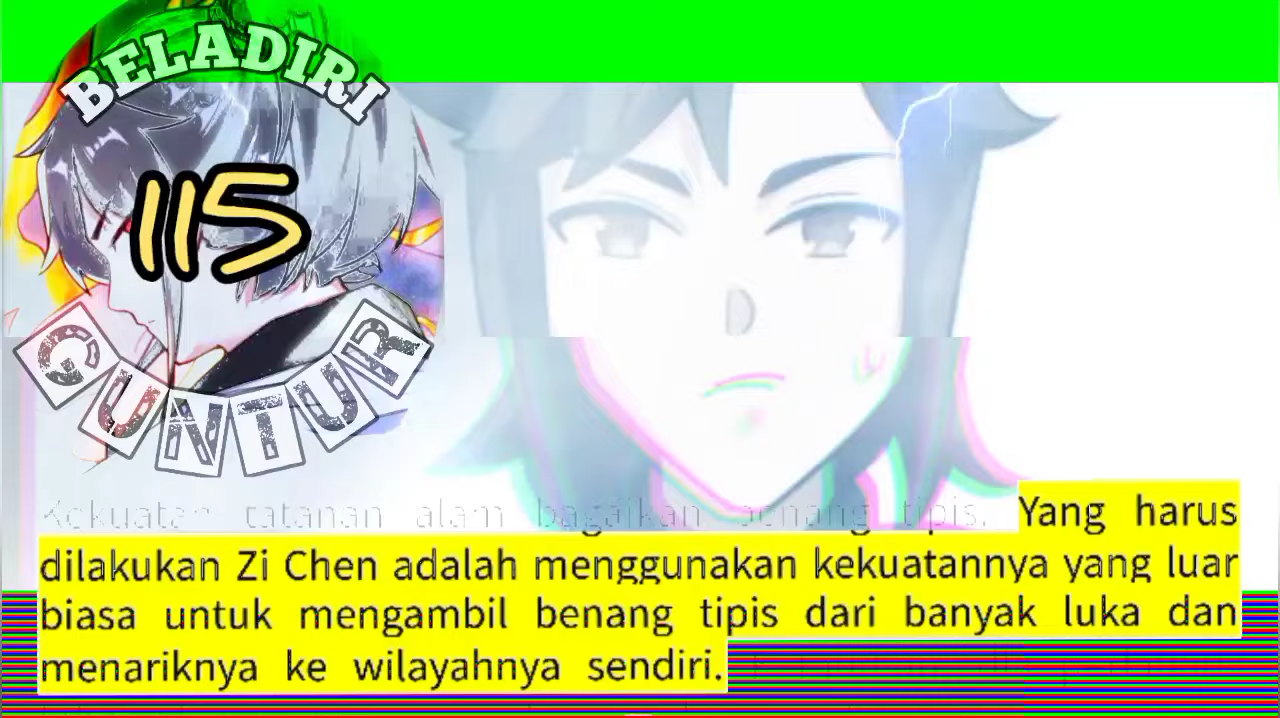 BELADIRI
115
GUNTUR
Kekuatan tatanan alam bagaikan benang tipis. Yang harus
dilakukan Zi Chen adalah menggunakan kekuatannya yang luar
biasa untuk mengambil benang tipis dari banyak luka dan
menariknya ke wilayahnya sendiri.